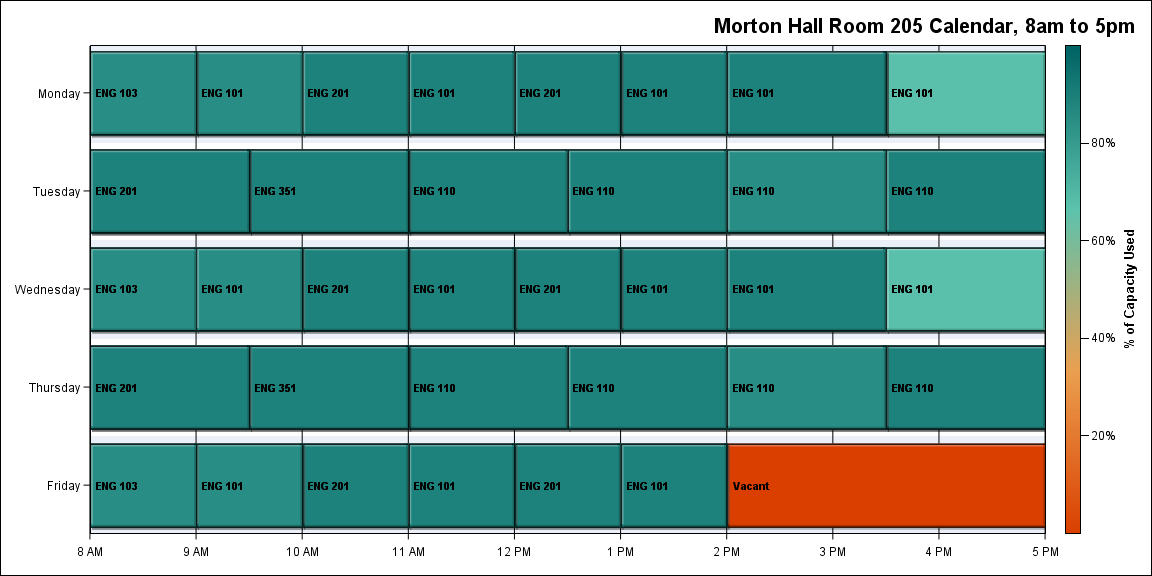 Morton Hall Room 205 Calendar, 8am to 5pm
Monday
ENG 103 ENG 101 ENG 201 ENG 101 ENG 201 ENG 101 ENG 101 ENG 101
80%
Tuesday
ENG 201 ENG 351 ENG 110 ENG 110 ENG 110 ENG 110
60%
% of Capacity Used
Wednesday
ENG 103 ENG 101 ENG 201 ENG 101 ENG 201 ENG 101 ENG 101 ENG 101
40%
Thursday
ENG 201 ENG 351 ENG 110 ENG 110 ENG 110 ENG 110
20%
Friday
ENG 103 ENG 101 ENG 201 ENG 101 ENG 201 ENG 101 Vacant
8 AM 9 AM 10 AM 11 AM 12 PM 1 PM 2 PM 3 PM 4 PM 5 PM